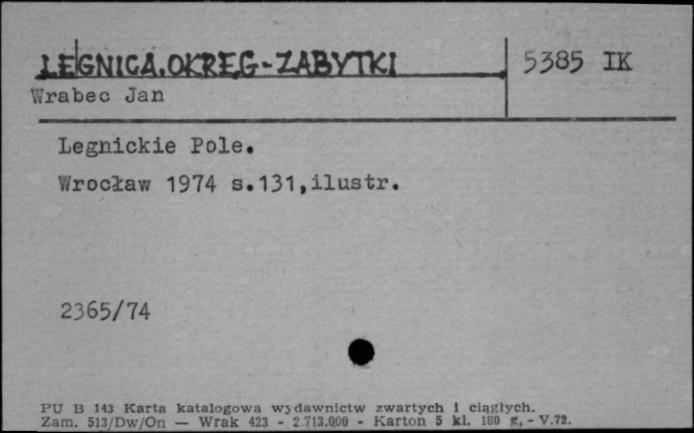 LEGNICA.OKRĘG-ZABYTKI
5385 IK
Wrabec Jan
Legnickie Pole.
Wrocław 1974 s.131,ilustr.
2365/74
PU B 143 Karta katalogowa wydawnictw zwartych i ciągłych.
Zam. 513/Dw/On — Wrak 423 - 2.713.000 - Karton 5 kl. 180 g, - V.72.